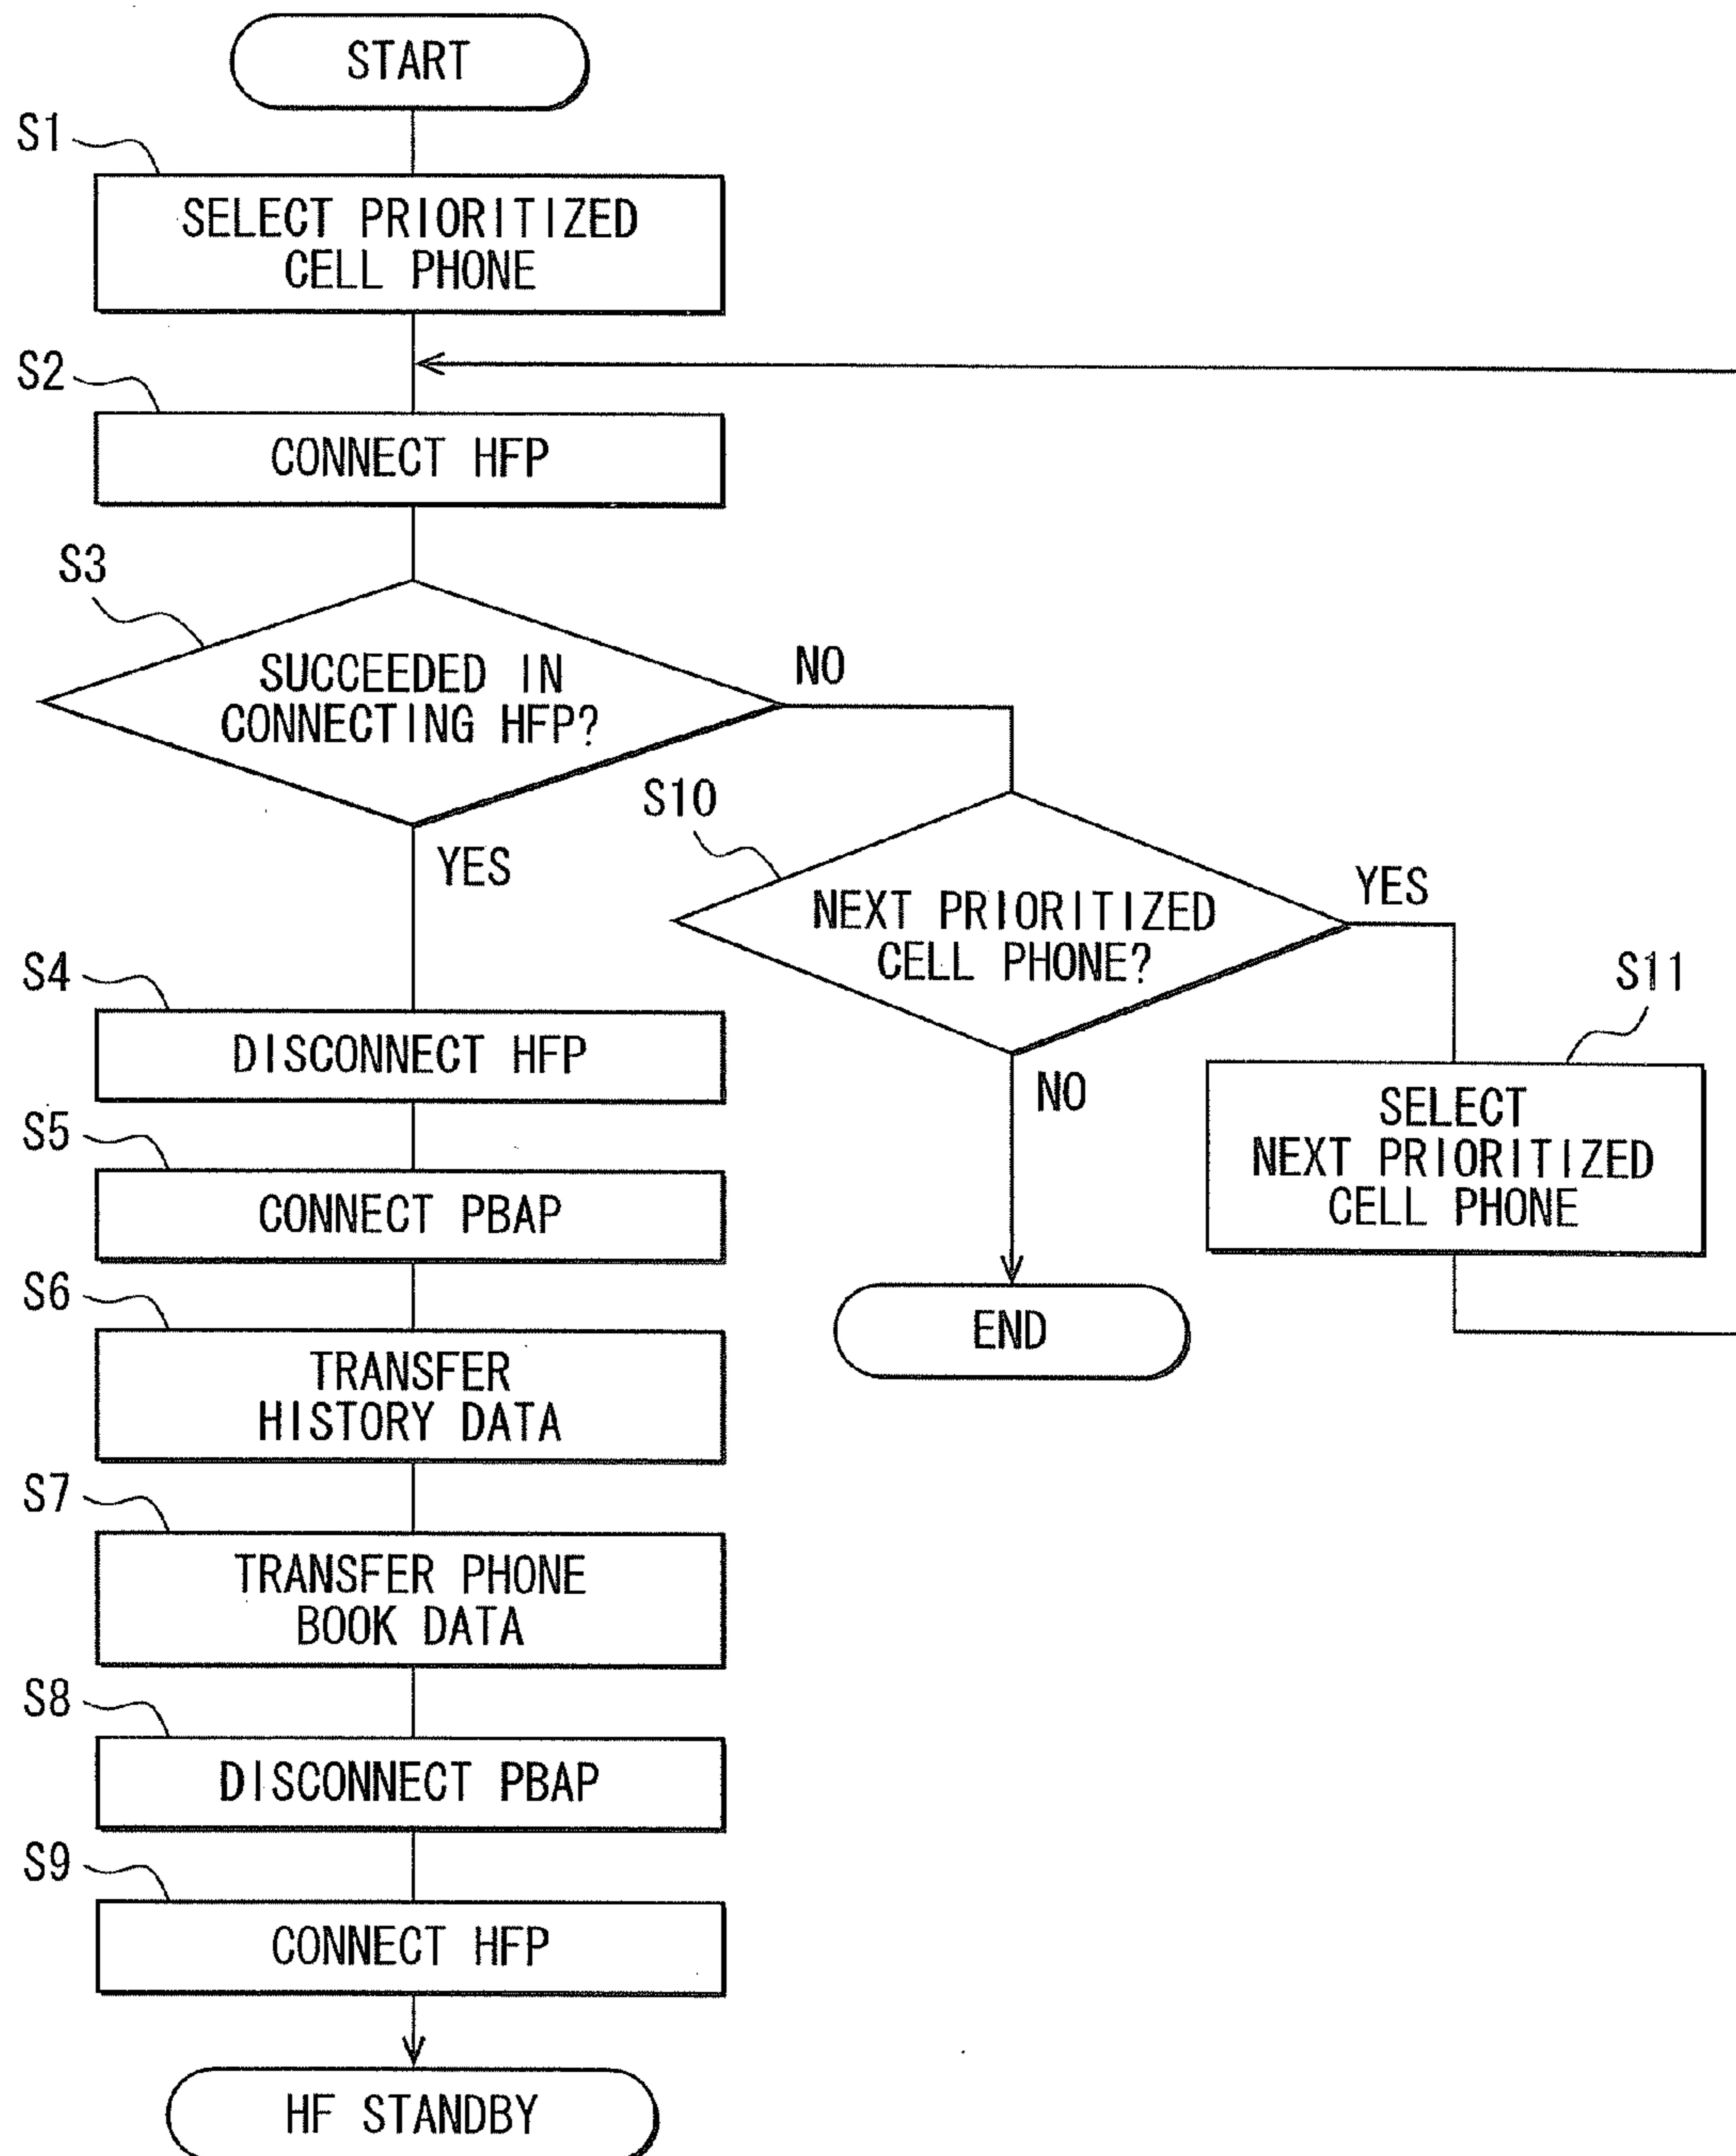 START
S1
SELECT PRIORITIZED
CELL PHONE
S2
CONNECT HFP
S3
SUCCEEDED IN
CONNECTING HFP?
NO
YES
S10
NEXT PRIORITIZED
CELL PHONE?
YES
NO
S11
SELECT
NEXT PRIORITIZED
CELL PHONE
END
S4
DISCONNECT HFP
S5
CONNECT PBAP
S6
TRANSFER
HISTORY DATA
S7
TRANSFER PHONE
BOOK DATA
S8
DISCONNECT PBAP
S9
CONNECT HFP
HF STANDBY